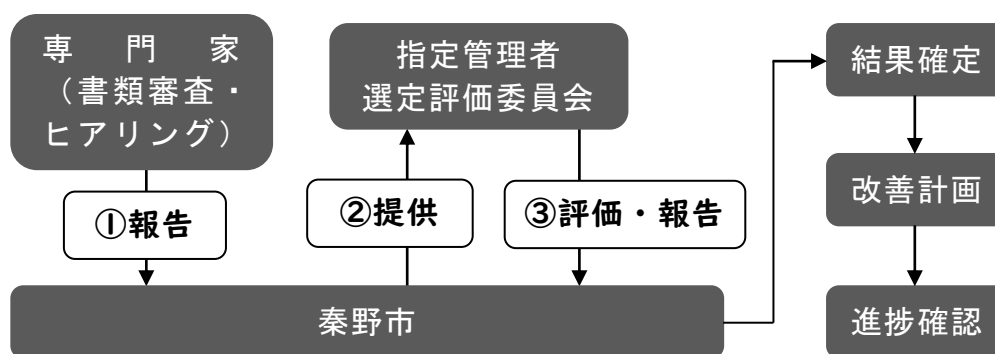 専門家
（書類審査・
ヒアリング）
指定管理者
選定評価委員会
結果確定
①報告
②提供
③評価・報告
改善計画
秦野市
進捗確認